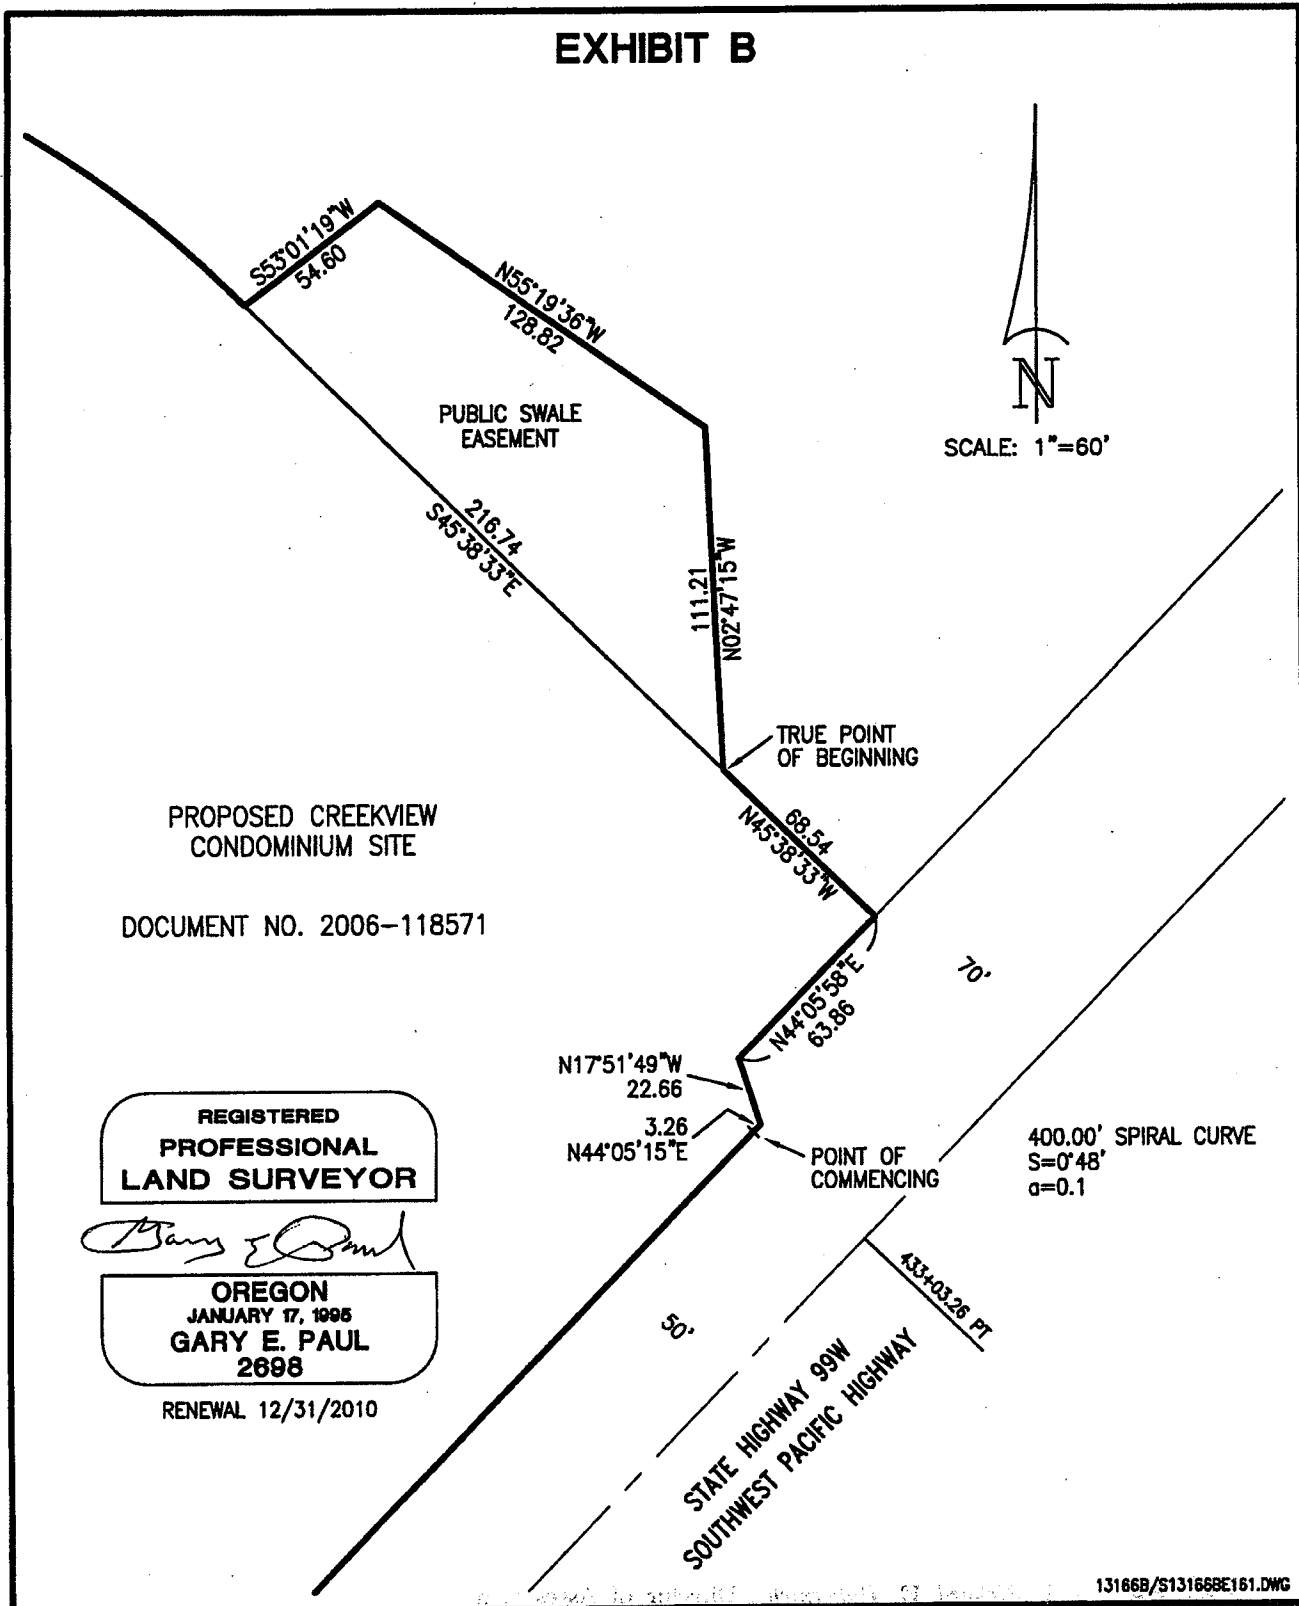 EXHIBIT B
S53°01'19"W
54.60
N55°19'36"W
128.82
N
SCALE: 1"=60'
PUBLIC SWALE
EASEMENT
216.74
S45°38'33"E
111.21
N02°47'15"W
TRUE POINT
OF BEGINNING
68.54
N45°38'33"W
PROPOSED CREEKVIEW
CONDOMINIUM SITE
DOCUMENT NO. 2006-118571
70'
N44°05'58"E
63.86
N17°51'49"W
22.66
3.26
N44°05'15"E
POINT OF
COMMENCING
400.00' SPIRAL CURVE
S=0°48'
a=0.1
REGISTERED
PROFESSIONAL
LAND SURVEYOR
Gary E Paul
OREGON
JANUARY 17, 1995
GARY E. PAUL
2698
RENEWAL 12/31/2010
433+03.26 PT
50'
STATE HIGHWAY 99W
SOUTHWEST PACIFIC HIGHWAY
13166B/S13166BE161.DWG